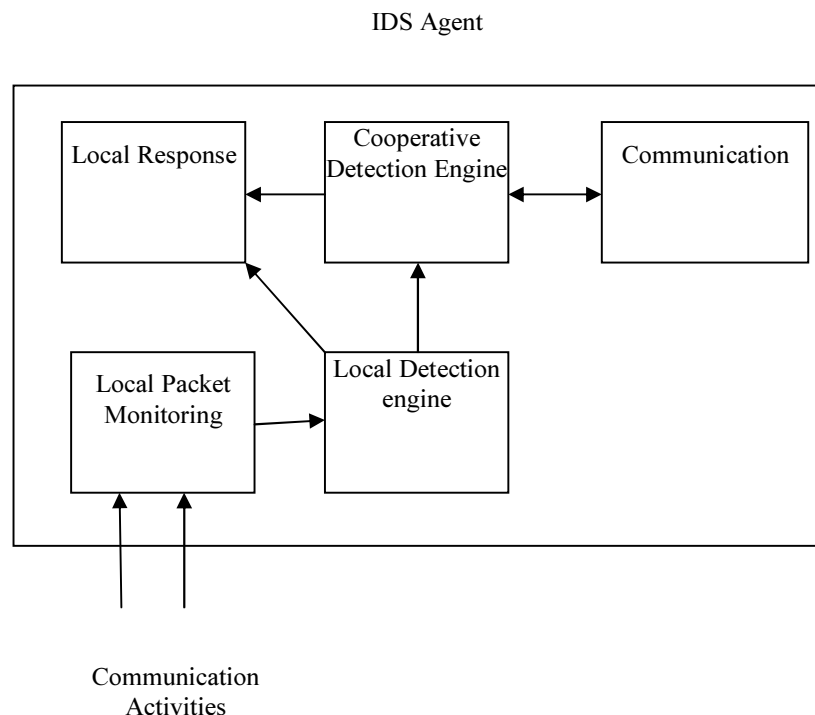 IDS Agent
Local Response
Cooperative
Detection Engine
Communication
Local Packet
Monitoring
Local Detection
engine
Communication
Activities